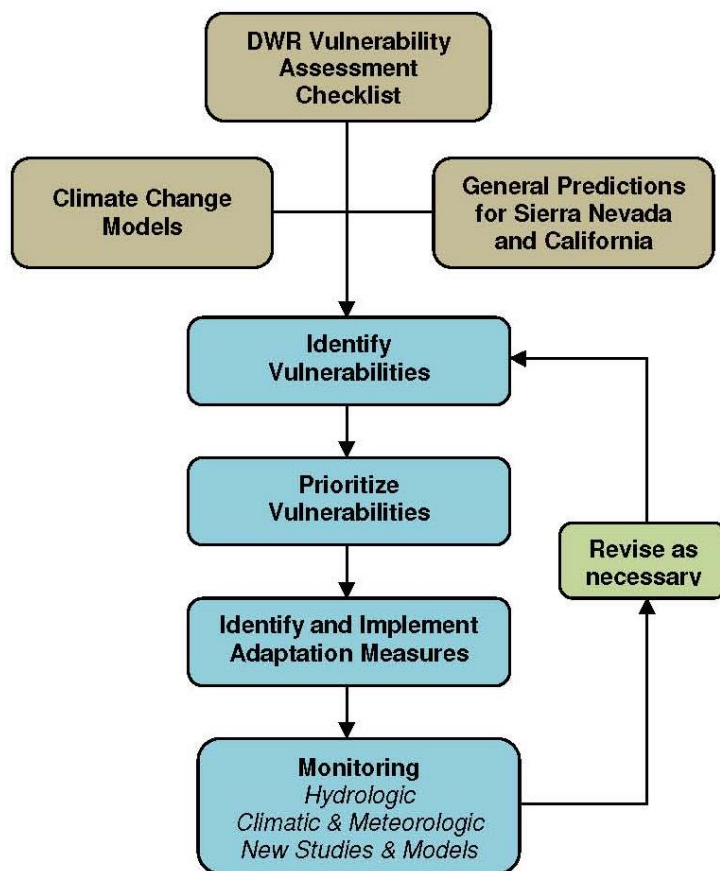 DWR Vulnerability
Assessment
Checklist
Climate Change
Models
General Predictions
for Sierra Nevada
and California
Identify
Vulnerabilities
Prioritize
Vulnerabilities
Revise as
necessary
Identify and Implement
Adaptation Measures
Monitoring
Hydrologic
Climatic & Meteorologic
New Studies & Models